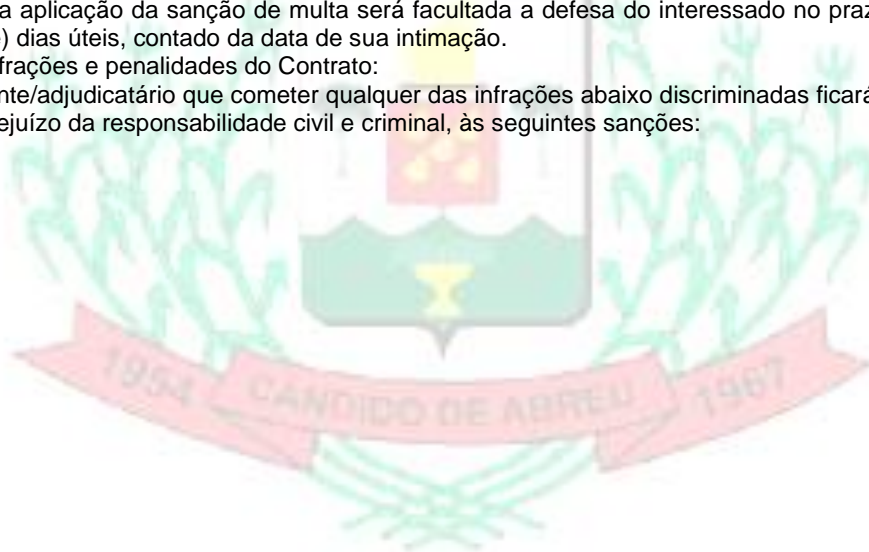 a aplicação da sanção de multa será facultada a defesa do interessado no praz
) dias úteis, contado da data de sua intimação.
frações e penalidades do Contrato:
nte/adjudicatário que cometer qualquer das infrações abaixo discriminadas ficará
ejuízo da responsabilidade civil e criminal, às seguintes sanções:
1954 CANDIDO DE ABREU 1967